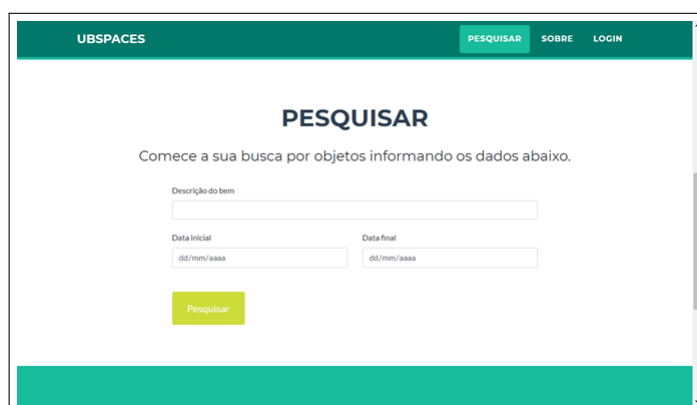 UBSPACES
PESQUISAR SOBRE LOGIN
PESQUISAR
Comece a sua busca por objetos informando os dados abaixo.
Descrição do bem
Data inicial Data final
dd/mm/aaaa dd/mm/aaaa
Pesquisar